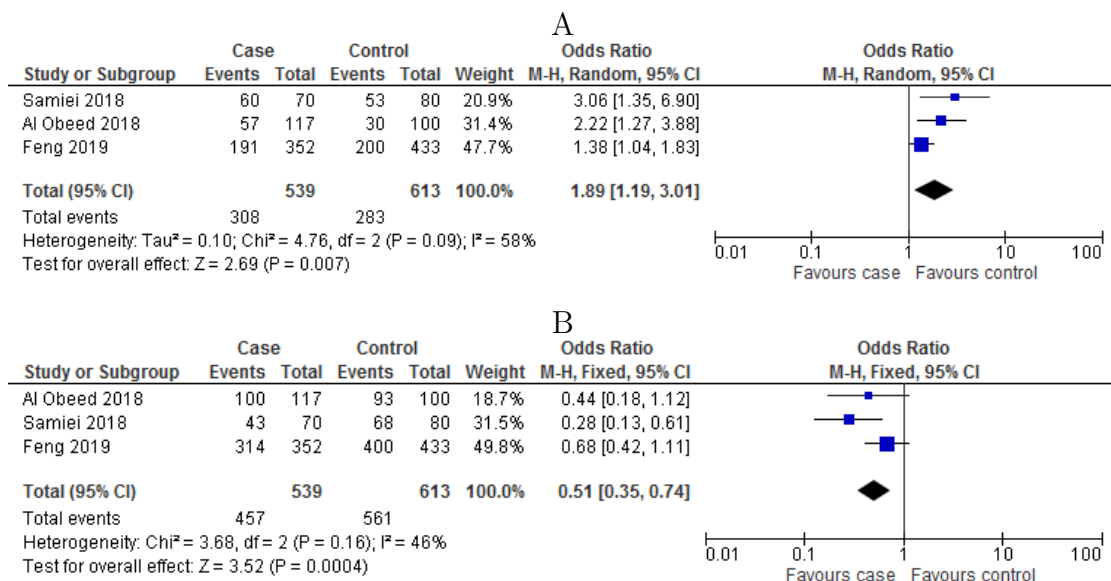 A
Case Control Odds Ratio Odds Ratio
Study or Subgroup Events Total Events Total Weight M-H, Random, 95% CI M-H, Random, 95% CI
Samiei 2018 60 70 53 80 20.9% 3.06 [1.35, 6.90]
Al Obeed 2018 57 117 30 100 31.4% 2.22 [1.27, 3.88]
Feng 2019 191 352 200 433 47.7% 1.38 [1.04, 1.83]
Total (95% CI) 539 613 100.0% 1.89 [1.19, 3.01]
Total events 308 283
Heterogeneity: Tau² = 0.10; Chi² = 4.76, df = 2 (P = 0.09); I² = 58%
Test for overall effect: Z = 2.69 (P = 0.007)
0.01 0.1 1 10 100
Favours case Favours control
B
Case Control Odds Ratio Odds Ratio
Study or Subgroup Events Total Events Total Weight M-H, Fixed, 95% CI M-H, Fixed, 95% CI
Al Obeed 2018 100 117 93 100 18.7% 0.44 [0.18, 1.12]
Samiei 2018 43 70 68 80 31.5% 0.28 [0.13, 0.61]
Feng 2019 314 352 400 433 49.8% 0.68 [0.42, 1.11]
Total (95% CI) 539 613 100.0% 0.51 [0.35, 0.74]
Total events 457 561
Heterogeneity: Chi² = 3.68, df = 2 (P = 0.16); I² = 46%
Test for overall effect: Z = 3.52 (P = 0.0004)
0.01 0.1 1 10 100
Favours case Favours control